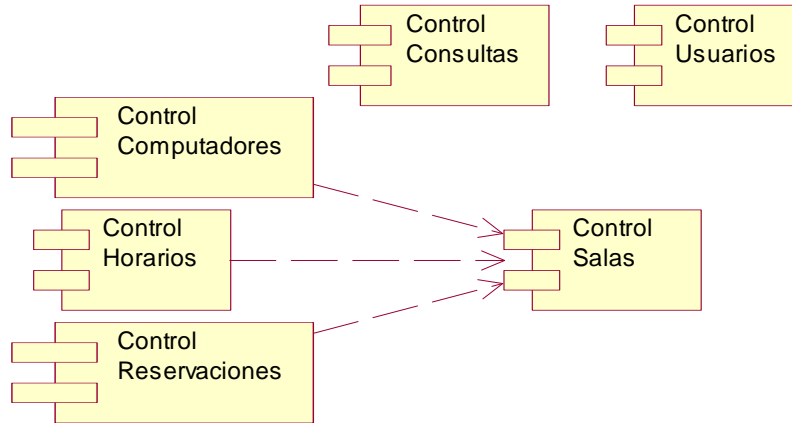 Control
Consultas
Control
Usuarios
Control
Computadores
Control
Horarios
Control
Salas
Control
Reservaciones